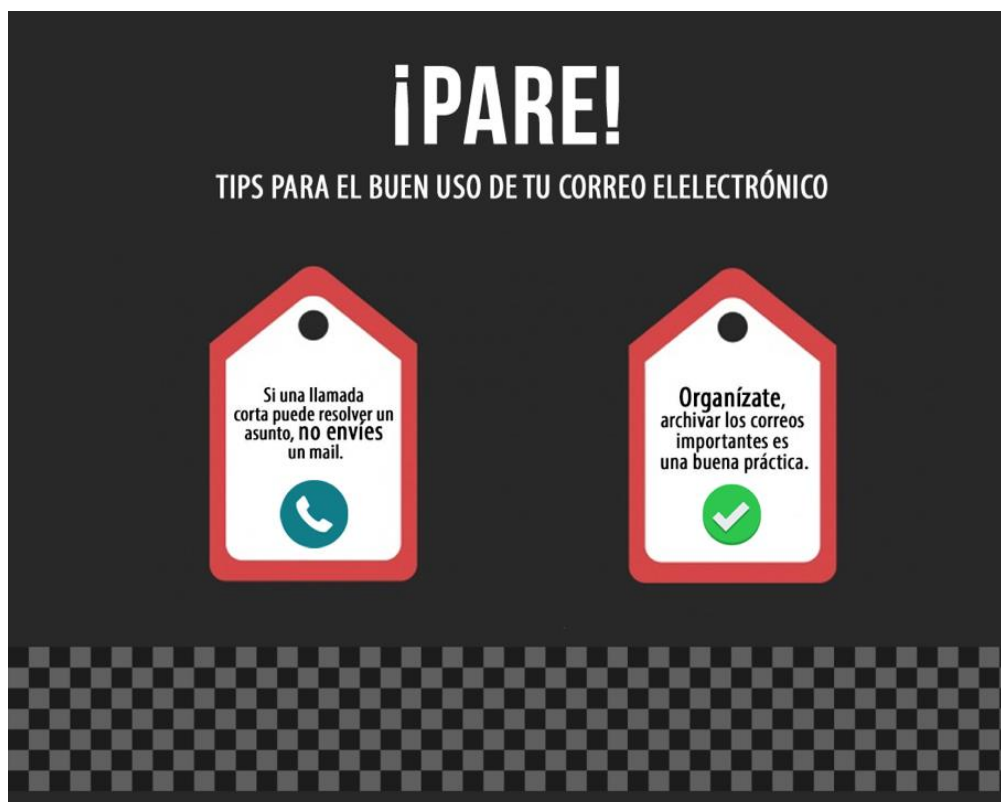 ¡PARE!
TIPS PARA EL BUEN USO DE TU CORREO ELELECTRÓNICO
Si una llamada
corta puede resolver un
asunto, no envíes
un mail.
Organízate,
archivar los correos
importantes es
una buena práctica.